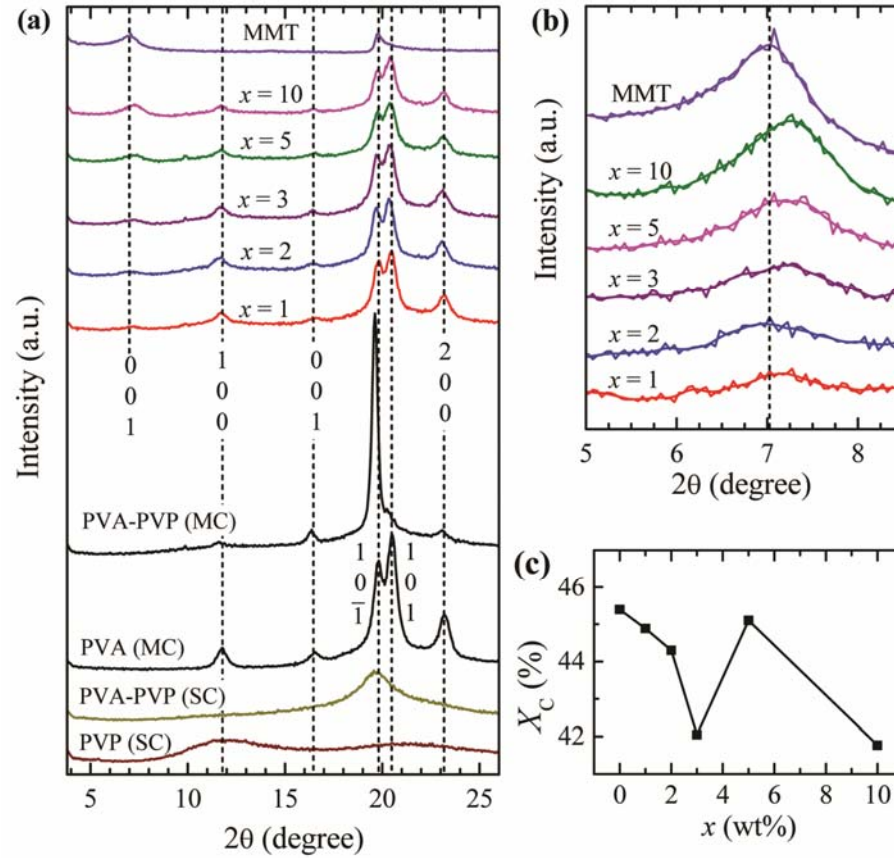 (a)
MMT
x = 10
x = 5
x = 3
x = 2
x = 1
0 0 1
1 0 0
0 0 1
2 0 0
PVA-PVP (MC)
1 0 1̅
1 0 1
PVA (MC)
PVA-PVP (SC)
PVP (SC)
Intensity (a.u.)
5 10 15 20 25
2θ (degree)
(b)
MMT
x = 10
x = 5
x = 3
x = 2
x = 1
Intensity (a.u.)
5 6 7 8
2θ (degree)
(c)
46
44
42
X_C (%)
0 2 4 6 8 10
x (wt%)